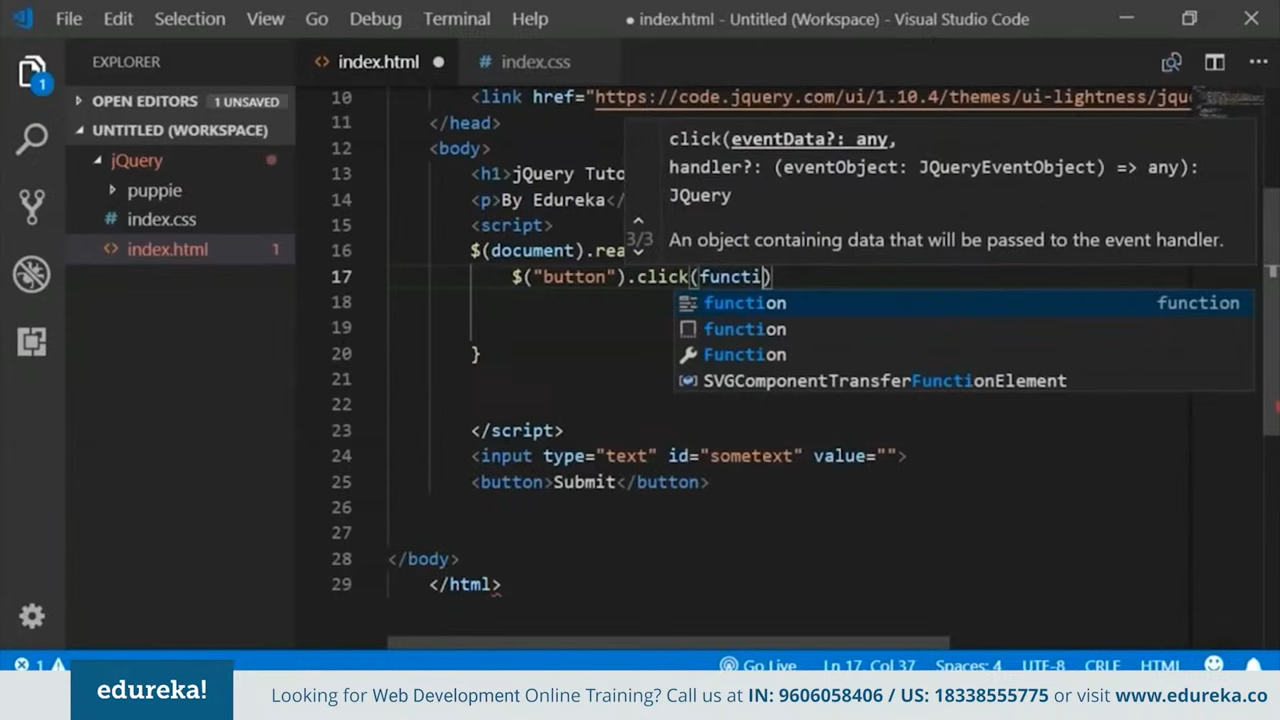 File Edit Selection View Go Debug Terminal Help ● index.html - Untitled (Workspace) - Visual Studio Code
EXPLORER
<> index.html ●
# index.css
OPEN EDITORS 1 UNSAVED
UNTITLED (WORKSPACE)
jQuery
puppie
# index.css
<> index.html 1
1
10 <link href="https://code.jquery.com/ui/1.10.4/themes/ui-lightness/jqu
11 </head>
12 <body>
13 <h1>jQuery Tuto
14 <p>By Edureka</
15 <script>
16 $(document).rea
17 $("button").click(functi)
18
19
20 }
21
22
23 </script>
24 <input type="text" id="sometext" value="">
25 <button>Submit</button>
26
27
28 </body>
29 </html>
click(eventData?: any,
handler?: (eventObject: JQueryEventObject) => any):
JQuery
3/3
An object containing data that will be passed to the event handler.
function function
function
Function
SVGComponentTransferFunctionElement
1 Go Live Ln 17, Col 37 Spaces: 4 UTF-8 CRLF HTML
edureka!
Looking for Web Development Online Training? Call us at IN: 9606058406 / US: 18338555775 or visit www.edureka.co